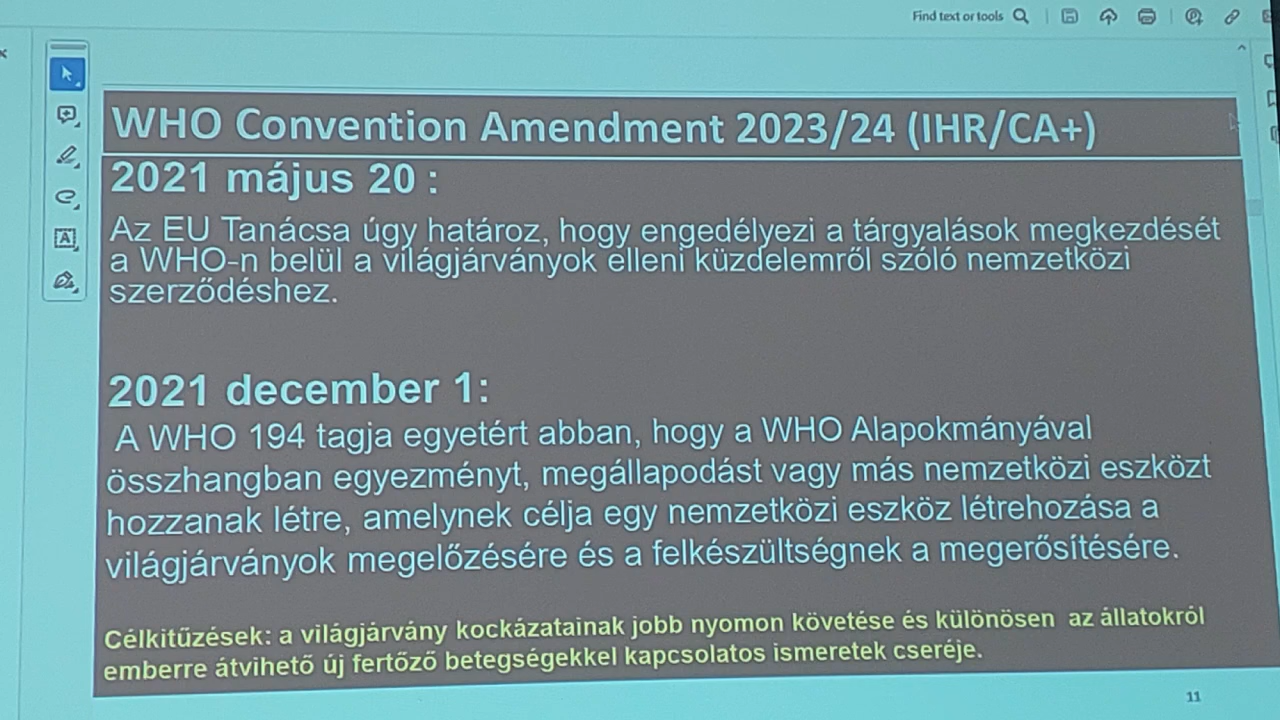 Find text or tools
WHO Convention Amendment 2023/24 (IHR/CA+)
2021 május 20 :
Az EU Tanácsa úgy határoz, hogy engedélyezi a tárgyalások megkezdését
a WHO-n belül a világjárványok elleni küzdelemről szóló nemzetközi
szerződéshez.
2021 december 1:
A WHO 194 tagja egyetért abban, hogy a WHO Alapokmányával
összhangban egyezményt, megállapodást vagy más nemzetközi eszközt
hozzanak létre, amelynek célja egy nemzetközi eszköz létrehozása a
világjárványok megelőzésére és a felkészültségnek a megerősítésére.
Célkitűzések: a világjárvány kockázatainak jobb nyomon követése és különösen az állatokról
emberre átvihető új fertőző betegségekkel kapcsolatos ismeretek cseréje.
11